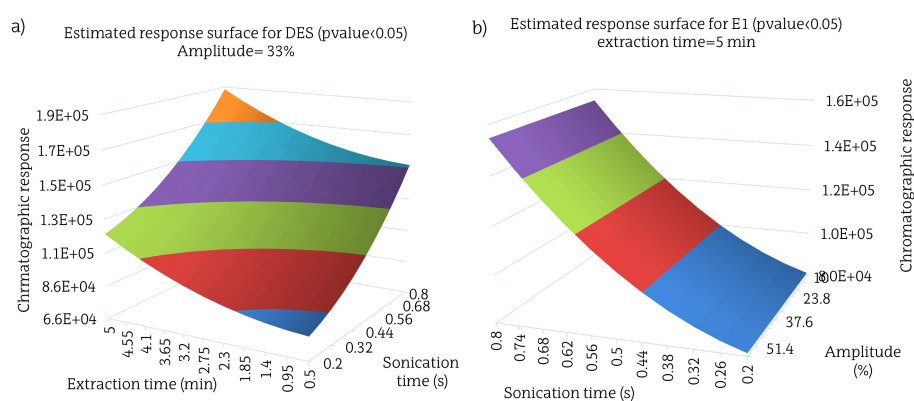 a)
Estimated response surface for DES (pvalue<0.05)
Amplitude= 33%
Chrmatographic response
1.9E+05
1.7E+05
1.5E+05
1.3E+05
1.1E+05
8.6E+04
6.6E+04
5
4.55
4.1
3.65
3.2
2.75
2.3
1.85
1.4
0.95
0.5
Extraction time (min)
0.2
0.32
0.44
0.56
0.68
0.8
Sonication
time (s)
b)
Estimated response surface for E1 (pvalue<0.05)
extraction time=5 min
1.6E+05
1.4E+05
1.2E+05
1.0E+05
8.0E+04
Chromatographic response
0.8
0.74
0.68
0.62
0.56
0.5
0.44
0.38
0.32
0.26
0.2
Sonication time (s)
10
23.8
37.6
51.4
Amplitude
(%)